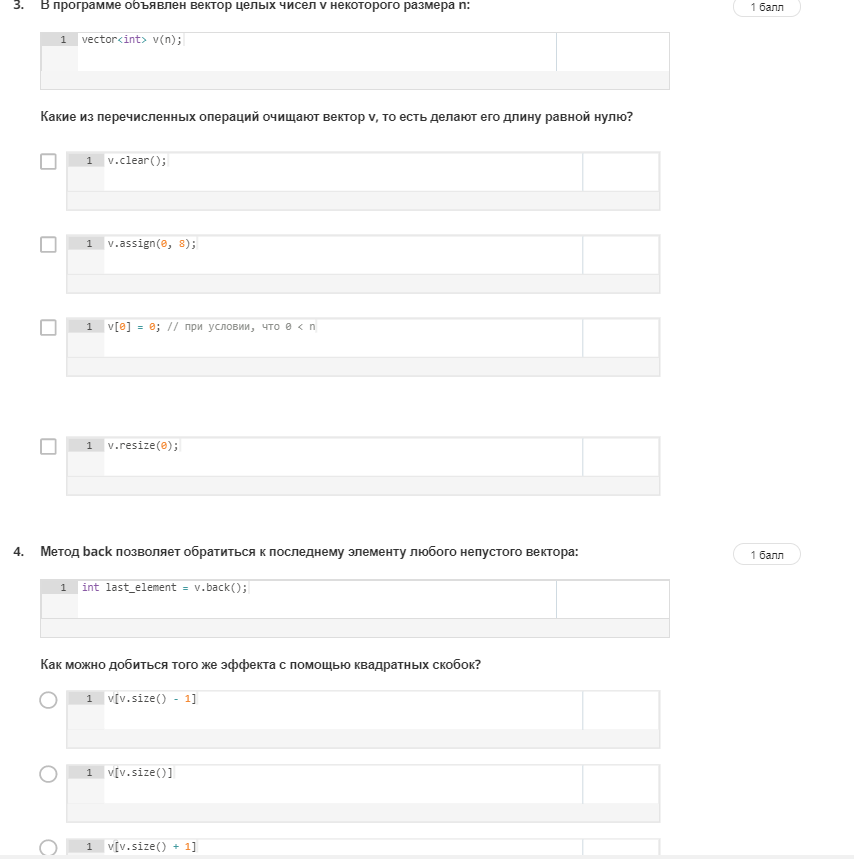 3. В программе объявлен вектор целых чисел v некоторого размера n:
1 балл
1 vector<int> v(n);
Какие из перечисленных операций очищают вектор v, то есть делают его длину равной нулю?
1 v.clear();
1 v.assign(0, 8);
1 v[0] = 0; // при условии, что 0 < n
1 v.resize(0);
4. Метод back позволяет обратиться к последнему элементу любого непустого вектора:
1 балл
1 int last_element = v.back();
Как можно добиться того же эффекта с помощью квадратных скобок?
1 v[v.size() - 1]
1 v[v.size()]
1 v[v.size() + 1]